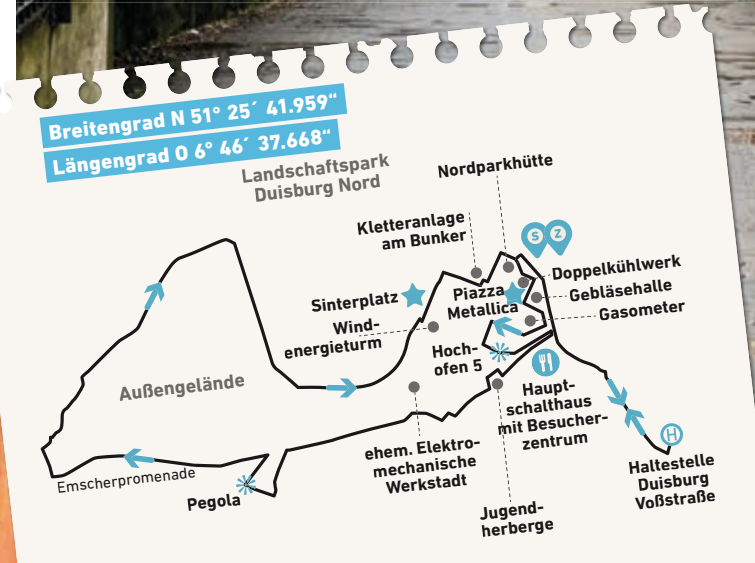 Breitengrad N 51° 25´ 41.959“
Längengrad O 6° 46´ 37.668“
Landschaftspark
Duisburg Nord
Nordparkhütte
Kletteranlage
am Bunker
S Z
Doppelkühlwerk
Gebläsehalle
Gasometer
Sinterplatz
Piazza
Metallica
Wind-
energieturm
Hoch-
ofen 5
Außengelände
Haupt-
schalthaus
mit Besucher-
zentrum
H
Haltestelle
Duisburg
Voßstraße
ehem. Elektro-
mechanische
Werkstadt
Emscherpromenade
Pegola
Jugend-
herberge